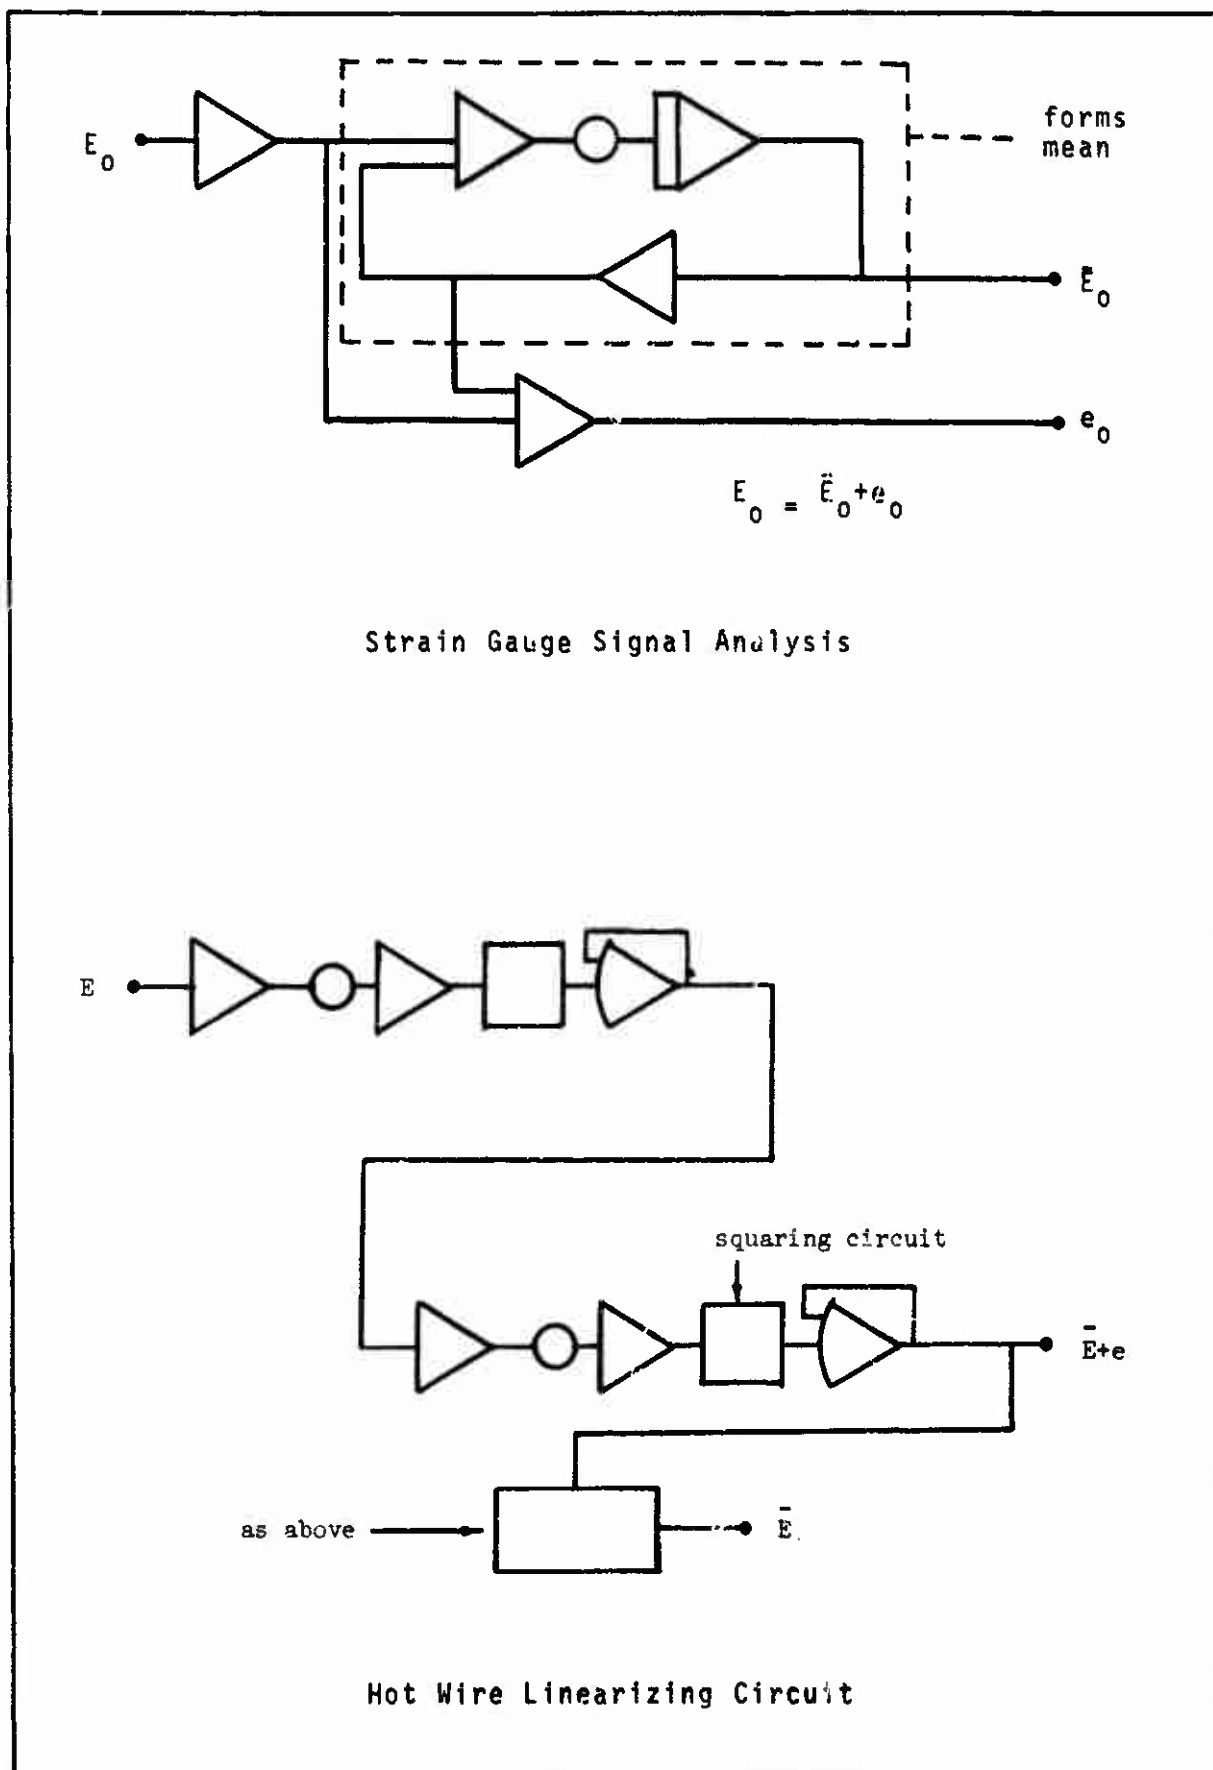 E₀
forms
mean
Ē₀
e₀
E₀ = Ē₀+e₀
Strain Gauge Signal Analysis
E
squaring circuit
Ē+e
as above
Ē
Hot Wire Linearizing Circuit